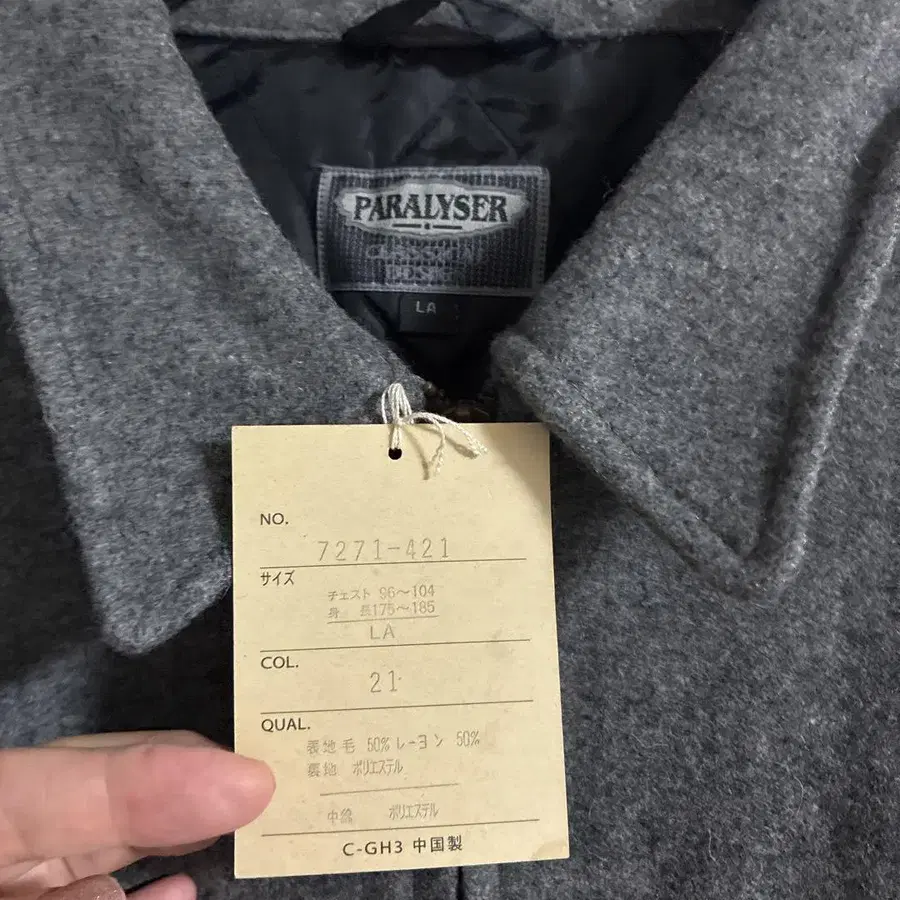 PARALYSER
LA
NO.
7271-421
サイズ
チェスト 96〜104
身 長175〜185
LA
COL.
21
QUAL.
表地毛 50% レーヨン 50%
裏地 ポリエステル
中綿 ポリエステル
C-GH3 中国製